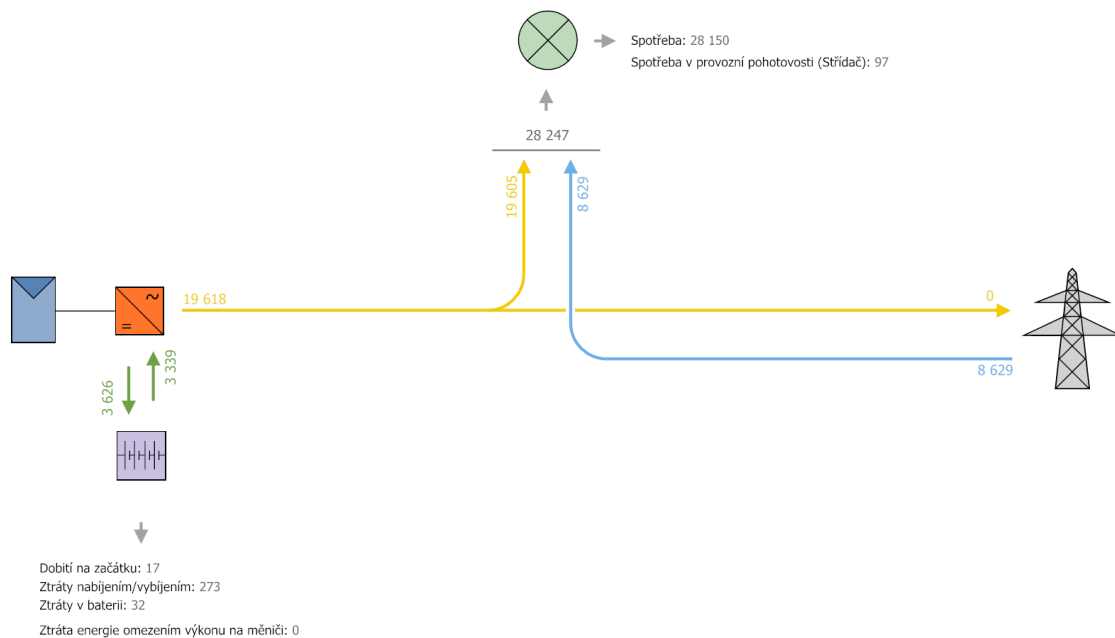 Spotřeba: 28 150
Spotřeba v provozní pohotovosti (Střídač): 97
28 247
19 605
8 629
19 618
0
8 629
3 626
3 339
Dobití na začátku: 17
Ztráty nabíjením/vybíjením: 273
Ztráty v baterii: 32
Ztráta energie omezením výkonu na měniči: 0